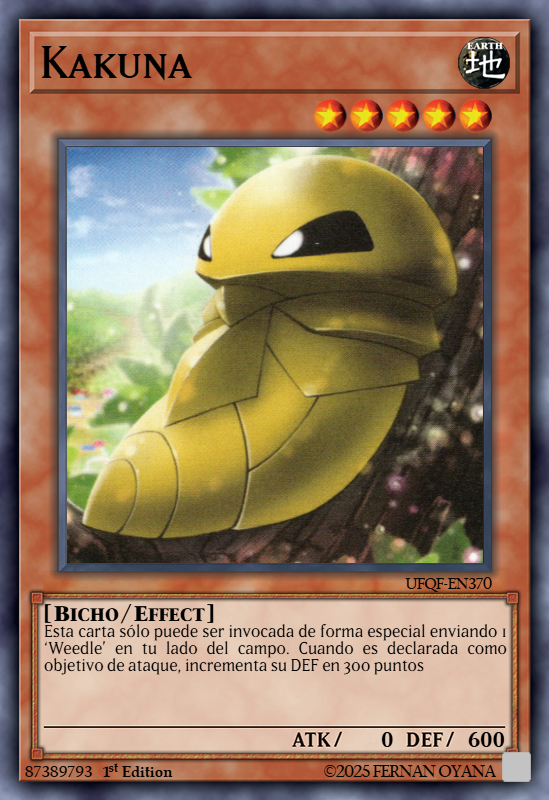 KAKUNA
EARTH
地
UFQF-EN370
[BICHO/EFFECT]
Esta carta sólo puede ser invocada de forma especial enviando 1
‘Weedle’ en tu lado del campo. Cuando es declarada como
objetivo de ataque, incrementa su DEF en 300 puntos
ATK/ 0 DEF/ 600
87389793 1st Edition ©2025 FERNAN OYANA